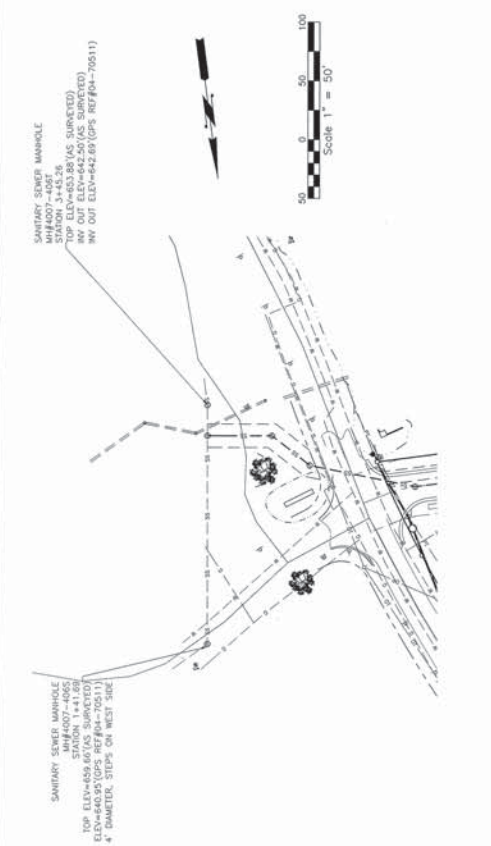 SANITARY SEWER MANHOLE
MH#4007-406T
STATION 3+45.26
TOP ELEV=653.88'(AS SURVEYED)
INV OUT ELEV=642.50'(AS SURVEYED)
INV OUT ELEV=642.69'(GPS REF#04-70511)
50
0
50
100
Scale 1" = 50'
SANITARY SEWER MANHOLE
MH#4007-406S
STATION 1+41.69
TOP ELEV=659.66'(AS SURVEYED)
ELEV=640.95'(GPS REF#04-70511)
4' DIAMETER, STEPS ON WEST SIDE